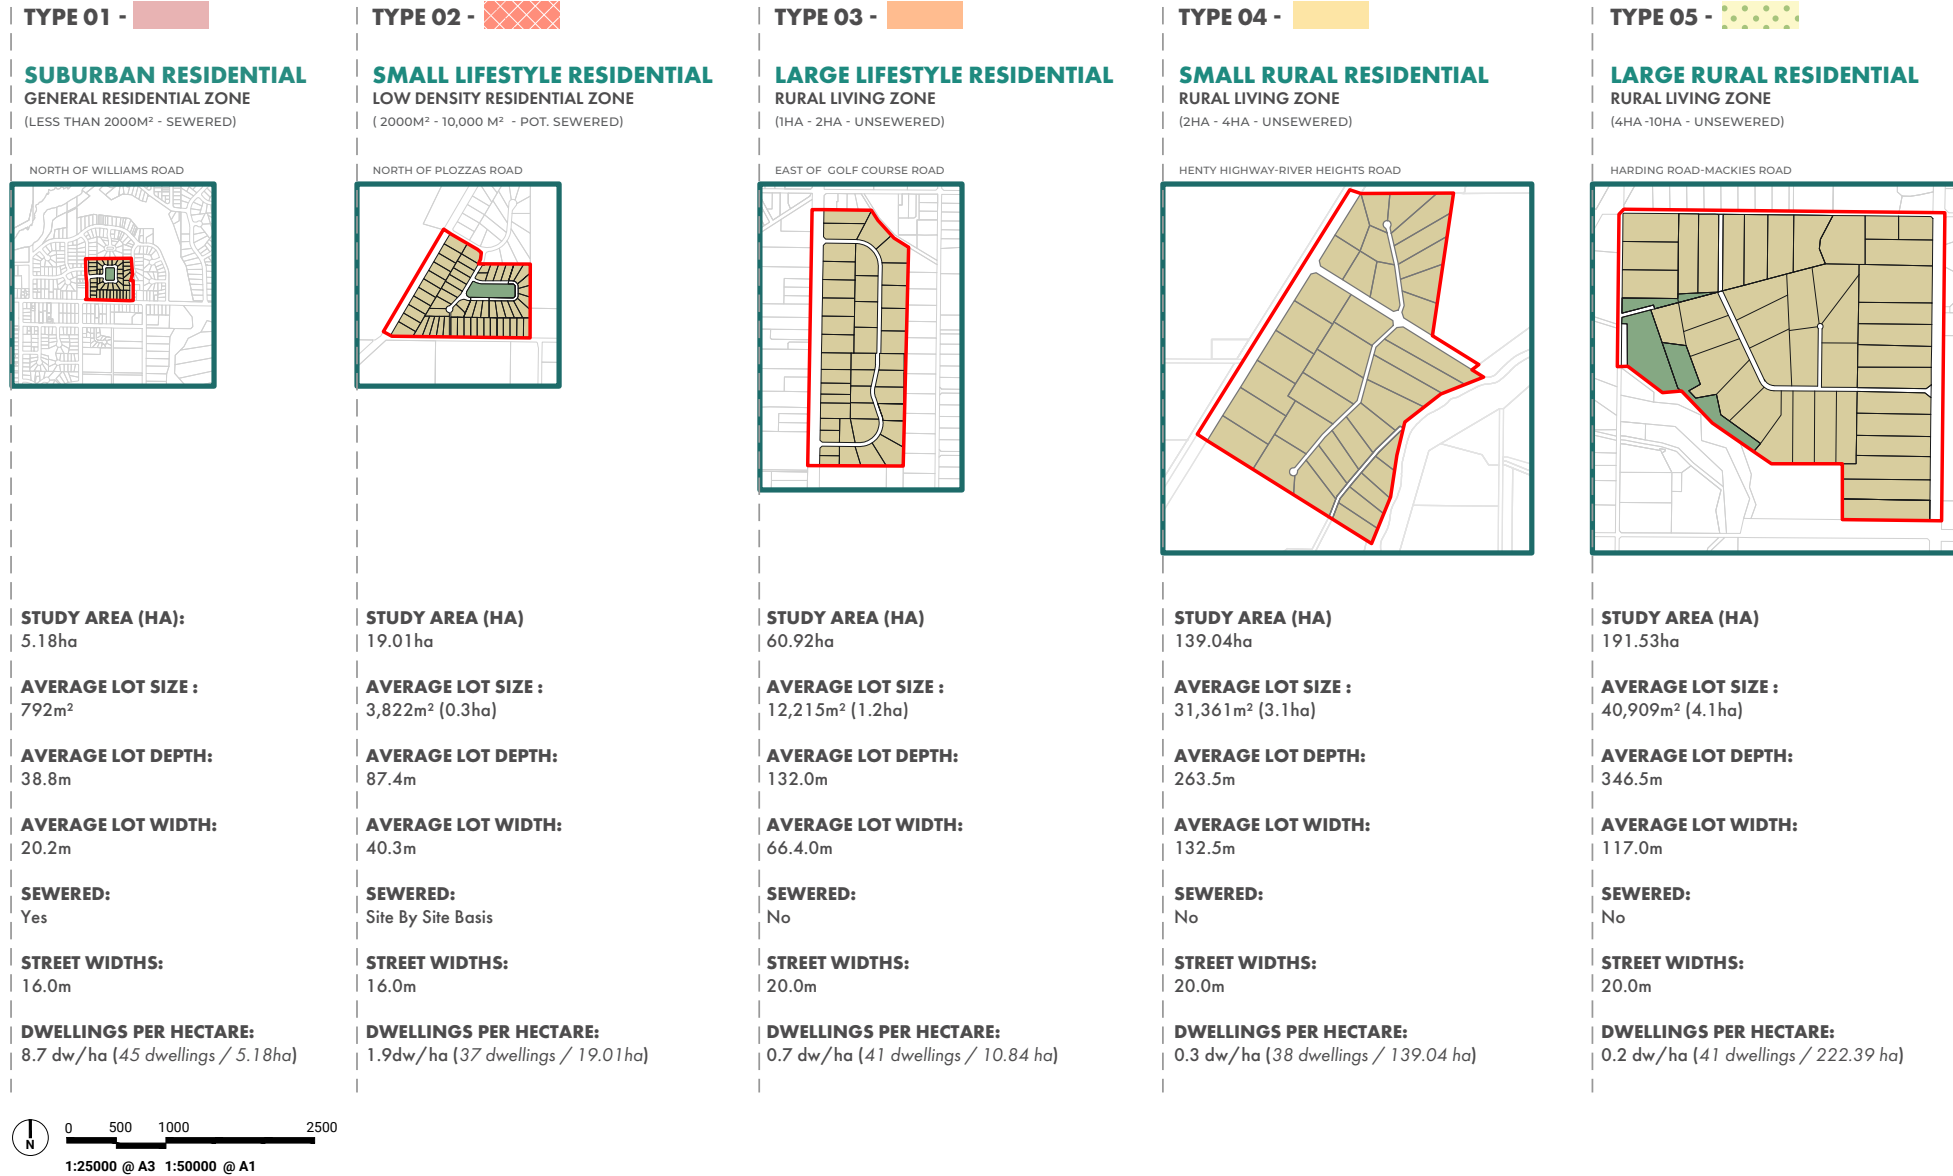 TYPE 01 -
SUBURBAN RESIDENTIAL
GENERAL RESIDENTIAL ZONE
(LESS THAN 2000M² - SEWERED)
NORTH OF WILLIAMS ROAD
STUDY AREA (HA):
5.18ha
AVERAGE LOT SIZE :
792m²
AVERAGE LOT DEPTH:
38.8m
AVERAGE LOT WIDTH:
20.2m
SEWERED:
Yes
STREET WIDTHS:
16.0m
DWELLINGS PER HECTARE:
8.7 dw/ha (45 dwellings / 5.18ha)
TYPE 02 -
SMALL LIFESTYLE RESIDENTIAL
LOW DENSITY RESIDENTIAL ZONE
( 2000M² - 10,000 M² - POT. SEWERED)
NORTH OF PLOZZAS ROAD
STUDY AREA (HA)
19.01ha
AVERAGE LOT SIZE :
3,822m² (0.3ha)
AVERAGE LOT DEPTH:
87.4m
AVERAGE LOT WIDTH:
40.3m
SEWERED:
Site By Site Basis
STREET WIDTHS:
16.0m
DWELLINGS PER HECTARE:
1.9dw/ha (37 dwellings / 19.01ha)
TYPE 03 -
LARGE LIFESTYLE RESIDENTIAL
RURAL LIVING ZONE
(1HA - 2HA - UNSEWERED)
EAST OF GOLF COURSE ROAD
STUDY AREA (HA)
60.92ha
AVERAGE LOT SIZE :
12,215m² (1.2ha)
AVERAGE LOT DEPTH:
132.0m
AVERAGE LOT WIDTH:
66.4.0m
SEWERED:
No
STREET WIDTHS:
20.0m
DWELLINGS PER HECTARE:
0.7 dw/ha (41 dwellings / 10.84 ha)
TYPE 04 -
SMALL RURAL RESIDENTIAL
RURAL LIVING ZONE
(2HA - 4HA - UNSEWERED)
HENTY HIGHWAY-RIVER HEIGHTS ROAD
STUDY AREA (HA)
139.04ha
AVERAGE LOT SIZE :
31,361m² (3.1ha)
AVERAGE LOT DEPTH:
263.5m
AVERAGE LOT WIDTH:
132.5m
SEWERED:
No
STREET WIDTHS:
20.0m
DWELLINGS PER HECTARE:
0.3 dw/ha (38 dwellings / 139.04 ha)
TYPE 05 -
LARGE RURAL RESIDENTIAL
RURAL LIVING ZONE
(4HA -10HA - UNSEWERED)
HARDING ROAD-MACKIES ROAD
STUDY AREA (HA)
191.53ha
AVERAGE LOT SIZE :
40,909m² (4.1ha)
AVERAGE LOT DEPTH:
346.5m
AVERAGE LOT WIDTH:
117.0m
SEWERED:
No
STREET WIDTHS:
20.0m
DWELLINGS PER HECTARE:
0.2 dw/ha (41 dwellings / 222.39 ha)
N
0 500 1000 2500
1:25000 @ A3 1:50000 @ A1